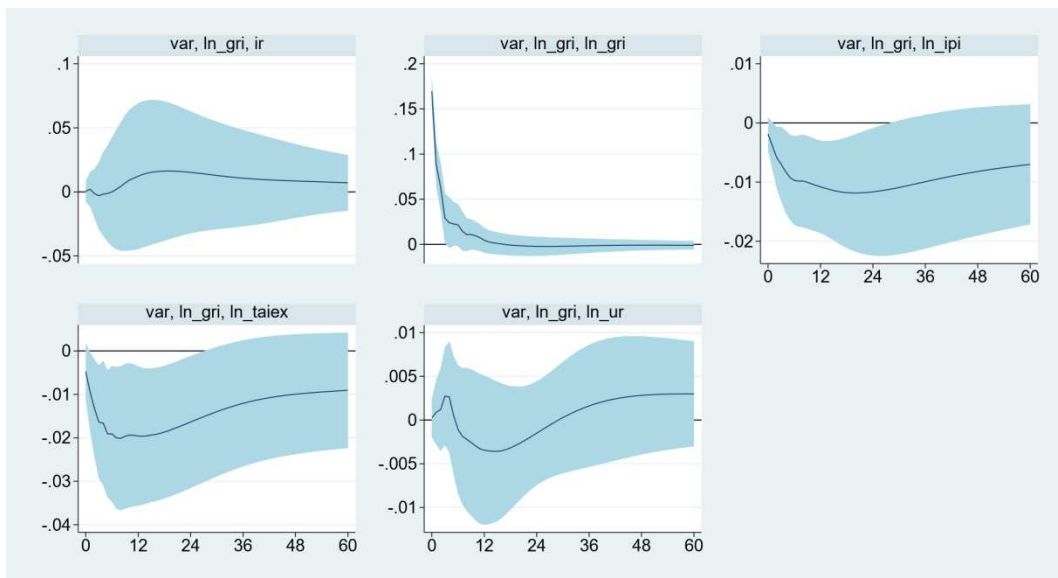 var, ln_gri, ir
.1
.05
0
-.05
var, ln_gri, ln_gri
.2
.15
.1
.05
0
var, ln_gri, ln_ipi
.01
0
-.01
-.02
0 12 24 36 48 60
var, ln_gri, ln_taiex
0
-.01
-.02
-.03
-.04
0 12 24 36 48 60
var, ln_gri, ln_ur
.01
.005
0
-.005
-.01
0 12 24 36 48 60